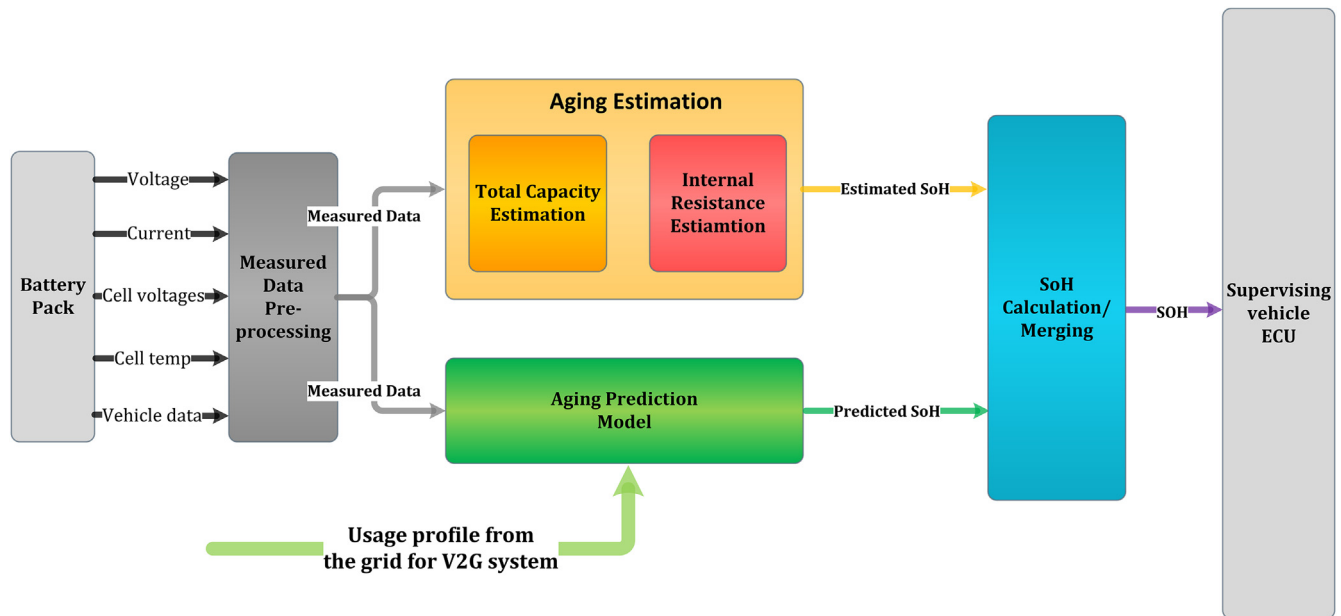 Battery
Pack
Voltage
Current
Cell voltages
Cell temp
Vehicle data
Measured
Data
Pre-
processing
Measured Data
Measured Data
Aging Estimation
Total Capacity
Estimation
Internal
Resistance
Estiamtion
Aging Prediction
Model
Usage profile from
the grid for V2G system
Estimated SoH
Predicted SoH
SoH
Calculation/
Merging
SOH
Supervising
vehicle
ECU